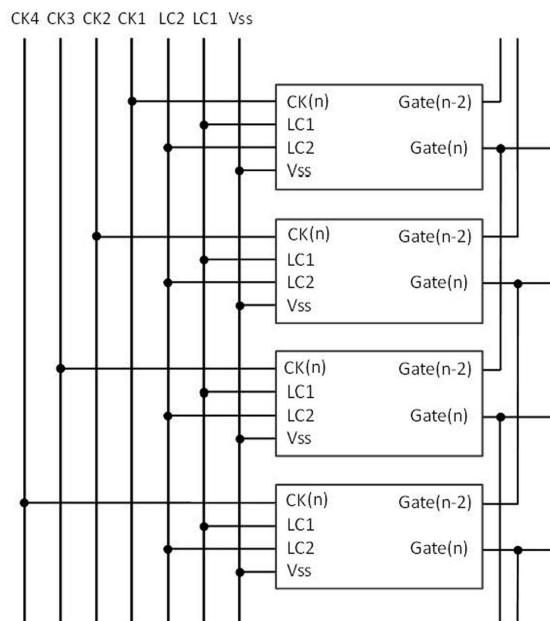 CK4 CK3 CK2 CK1 LC2 LC1 Vss
CK(n) Gate(n-2)
LC1
LC2 Gate(n)
Vss
CK(n) Gate(n-2)
LC1
LC2 Gate(n)
Vss
CK(n) Gate(n-2)
LC1
LC2 Gate(n)
Vss
CK(n) Gate(n-2)
LC1
LC2 Gate(n)
Vss